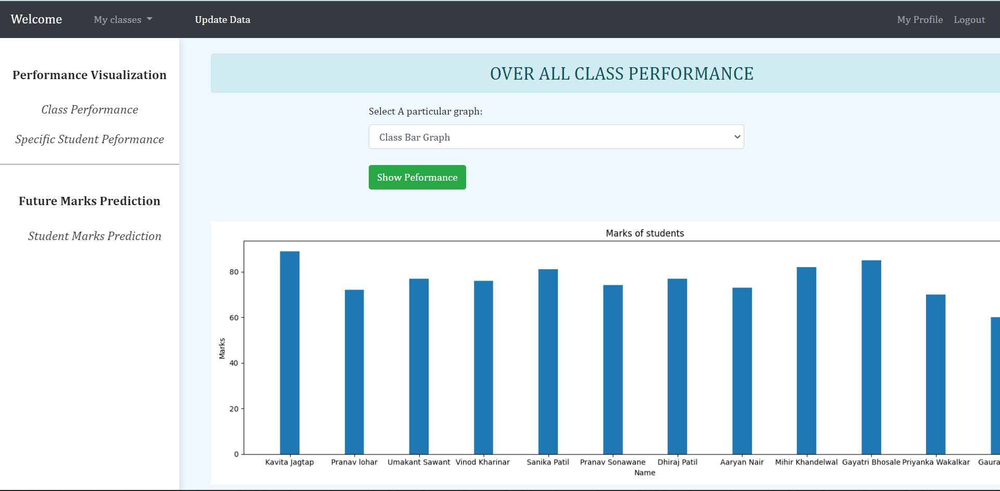 Welcome
My classes
Update Data
My Profile
Logout
Performance Visualization
Class Performance
Specific Student Peformance
Future Marks Prediction
Student Marks Prediction
OVER ALL CLASS PERFORMANCE
Select A particular graph:
Class Bar Graph
Show Peformance
Marks of students
Marks
80
60
40
20
0
Kavita Jagtap
Pranav lohar
Umakant Sawant
Vinod Kharinar
Sanika Patil
Pranav Sonawane
Dhiraj Patil
Aaryan Nair
Mihir Khandelwal
Gayatri Bhosale
Priyanka Wakalkar
Gaura
Name